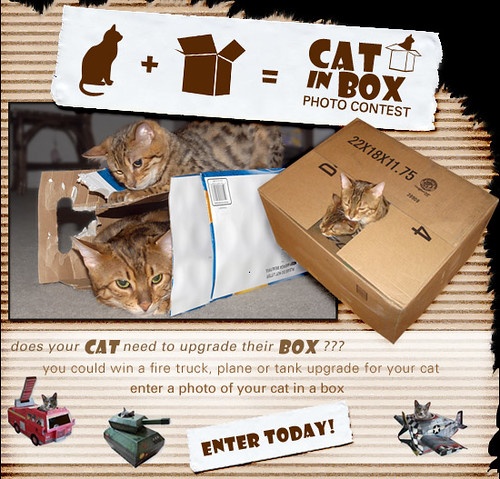 + = CAT
IN BOX
PHOTO CONTEST
22X18X11.75
4
does your CAT need to upgrade their BOX ???
you could win a fire truck, plane or tank upgrade for your cat
enter a photo of your cat in a box
ENTER TODAY!